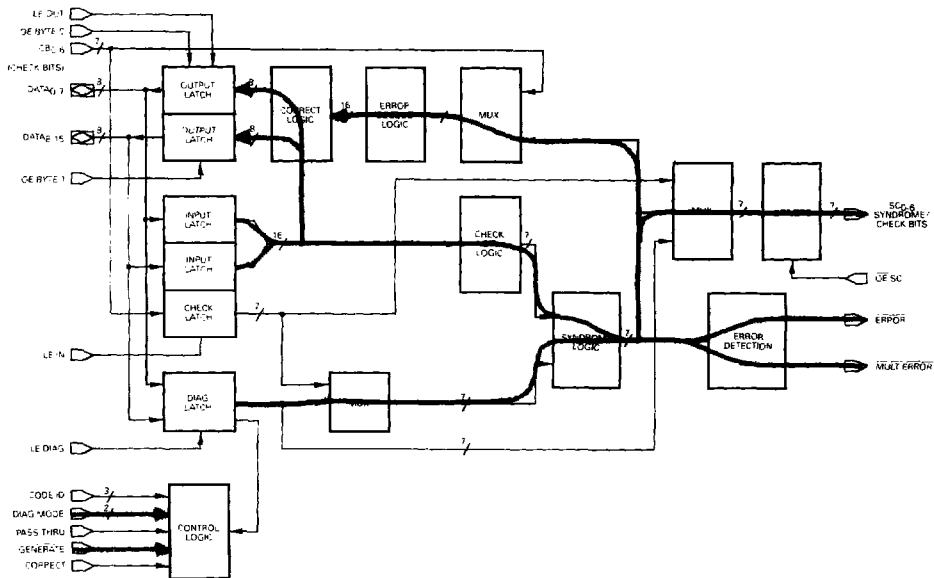 LE OUT
OE BYTE 0
7
CB0-6
(CHECK BITS)
8
DATA0-7
8
DATA8-15
OE BYTE 1
OUTPUT
LATCH
8
OUTPUT
LATCH
8
CORRECT
LOGIC
16
ERROR
LOGIC
MUX
INPUT
LATCH
INPUT
LATCH
16
CHECK
LATCH
7
LE IN
CHECK
LOGIC
7
7
7
SC0-6
SYNDROME/
CHECK BITS
OE SC
SYNDROME
LOGIC
7
ERROR
DETECTION
ERROR
MULT ERROR
DIAG
LATCH
7
7
LE DIAG
CODE ID
3
DIAG MODE
2
PASS THRU
GENERATE
CORRECT
CONTROL
LOGIC